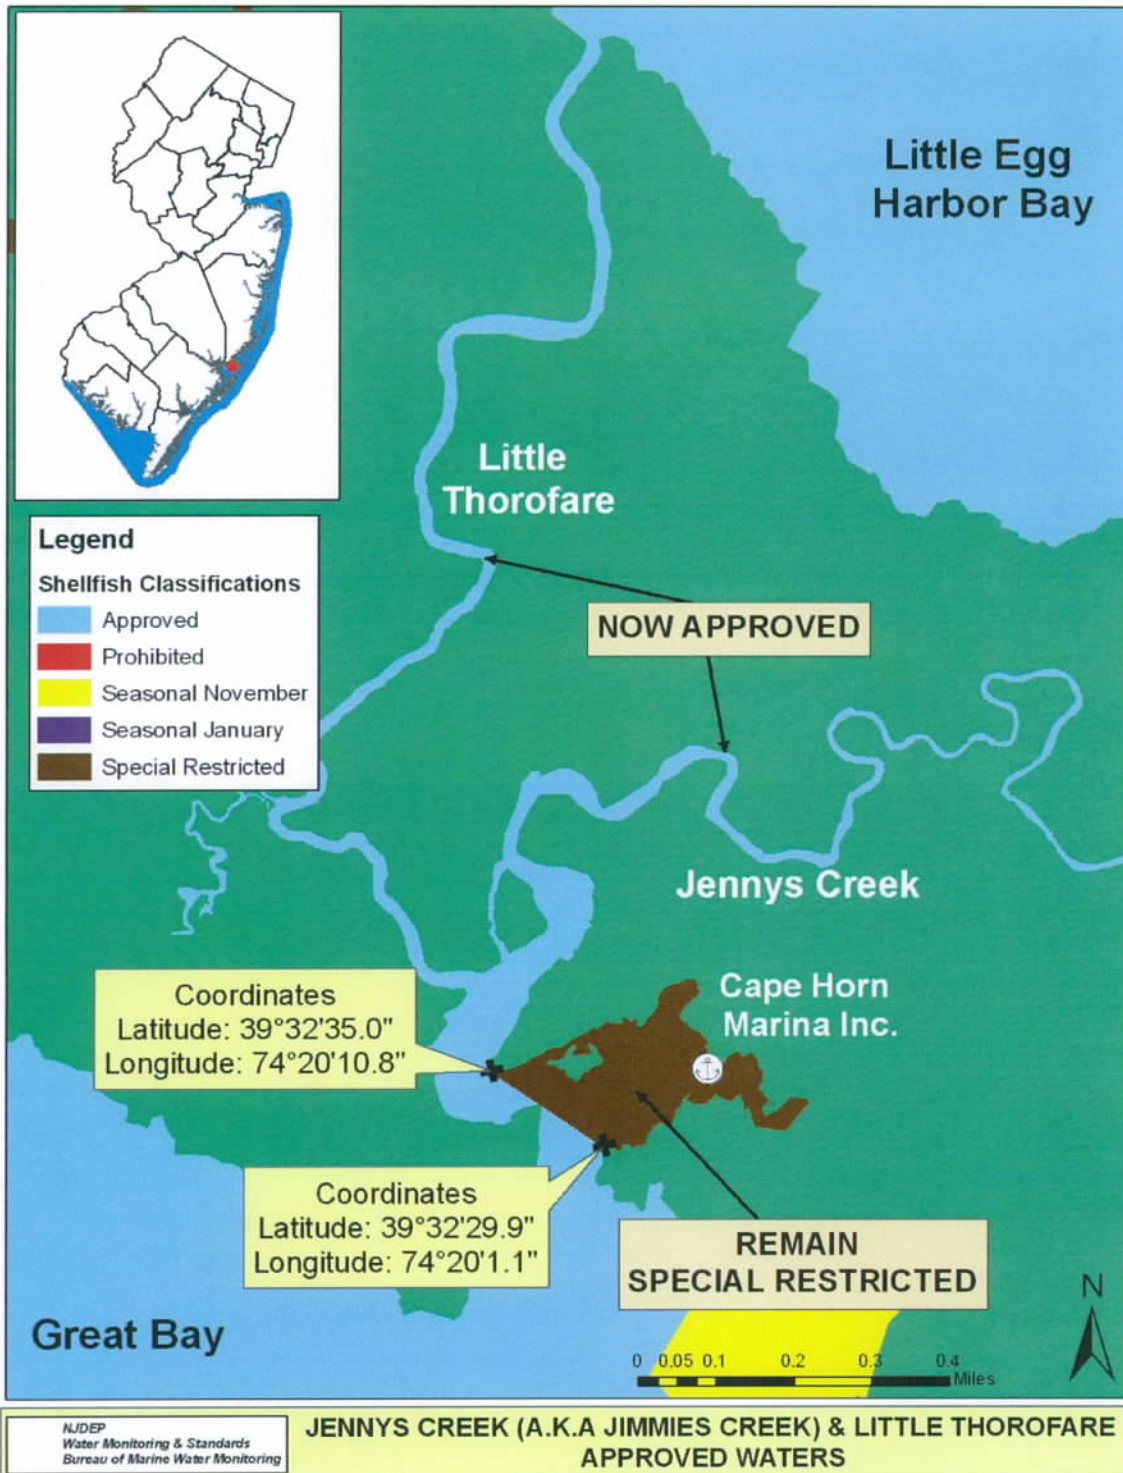 Little Egg
Harbor Bay
Little
Thorofare
Legend
Shellfish Classifications
Approved
Prohibited
Seasonal November
Seasonal January
Special Restricted
NOW APPROVED
Jennys Creek
Cape Horn
Marina Inc.
Coordinates
Latitude: 39°32'35.0"
Longitude: 74°20'10.8"
Coordinates
Latitude: 39°32'29.9"
Longitude: 74°20'1.1"
REMAIN
SPECIAL RESTRICTED
N
Great Bay
0 0.05 0.1 0.2 0.3 0.4
Miles
NJDEP
Water Monitoring & Standards
Bureau of Marine Water Monitoring
JENNYS CREEK (A.K.A JIMMIES CREEK) & LITTLE THOROFARE
APPROVED WATERS